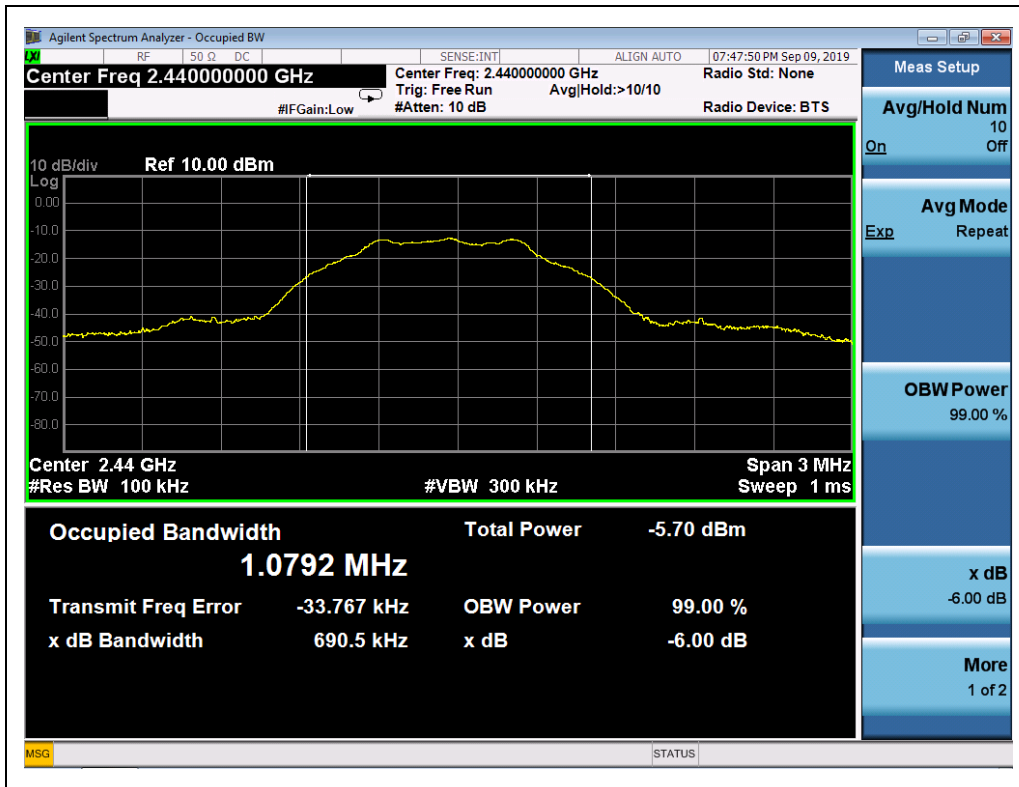 Agilent Spectrum Analyzer - Occupied BW
LXI RF 50 Ω DC SENSE:INT ALIGN AUTO 07:47:50 PM Sep 09, 2019
Center Freq 2.440000000 GHz
Center Freq: 2.440000000 GHz Radio Std: None
Trig: Free Run Avg|Hold:>10/10
#IFGain:Low #Atten: 10 dB Radio Device: BTS
10 dB/div Ref 10.00 dBm
Log
0.00
-10.0
-20.0
-30.0
-40.0
-50.0
-60.0
-70.0
-80.0
Center 2.44 GHz Span 3 MHz
#Res BW 100 kHz #VBW 300 kHz Sweep 1 ms
Occupied Bandwidth Total Power -5.70 dBm
1.0792 MHz
Transmit Freq Error -33.767 kHz OBW Power 99.00 %
x dB Bandwidth 690.5 kHz x dB -6.00 dB
Meas Setup
Avg/Hold Num
10
On Off
Avg Mode
Exp Repeat
OBW Power
99.00 %
x dB
-6.00 dB
More
1 of 2
MSG STATUS